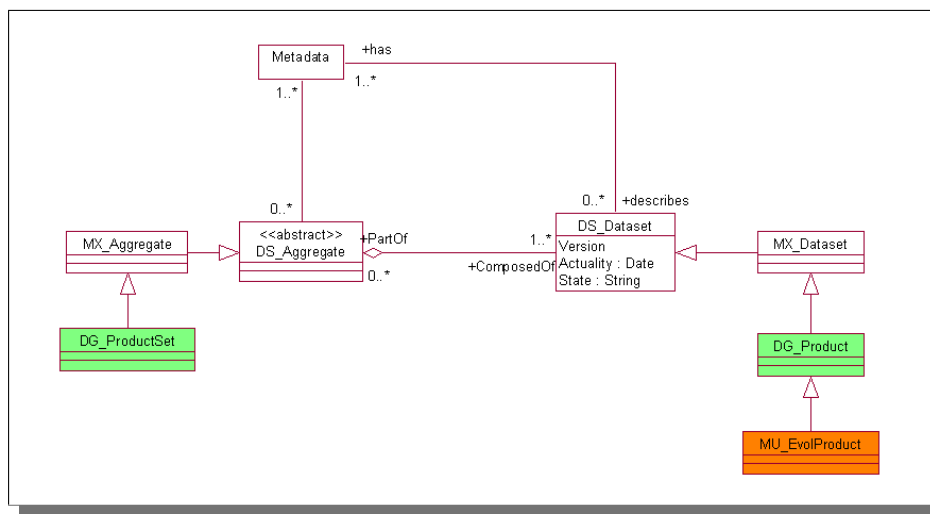 +has
Metadata
1..*
1..*
0..*
+describes
0..*
<<abstract>>
DS_Aggregate
+PartOf
0..*
1..*
+ComposedOf
DS_Dataset
Version
Actuality : Date
State : String
MX_Aggregate
MX_Dataset
DG_ProductSet
DG_Product
MU_EvolProduct